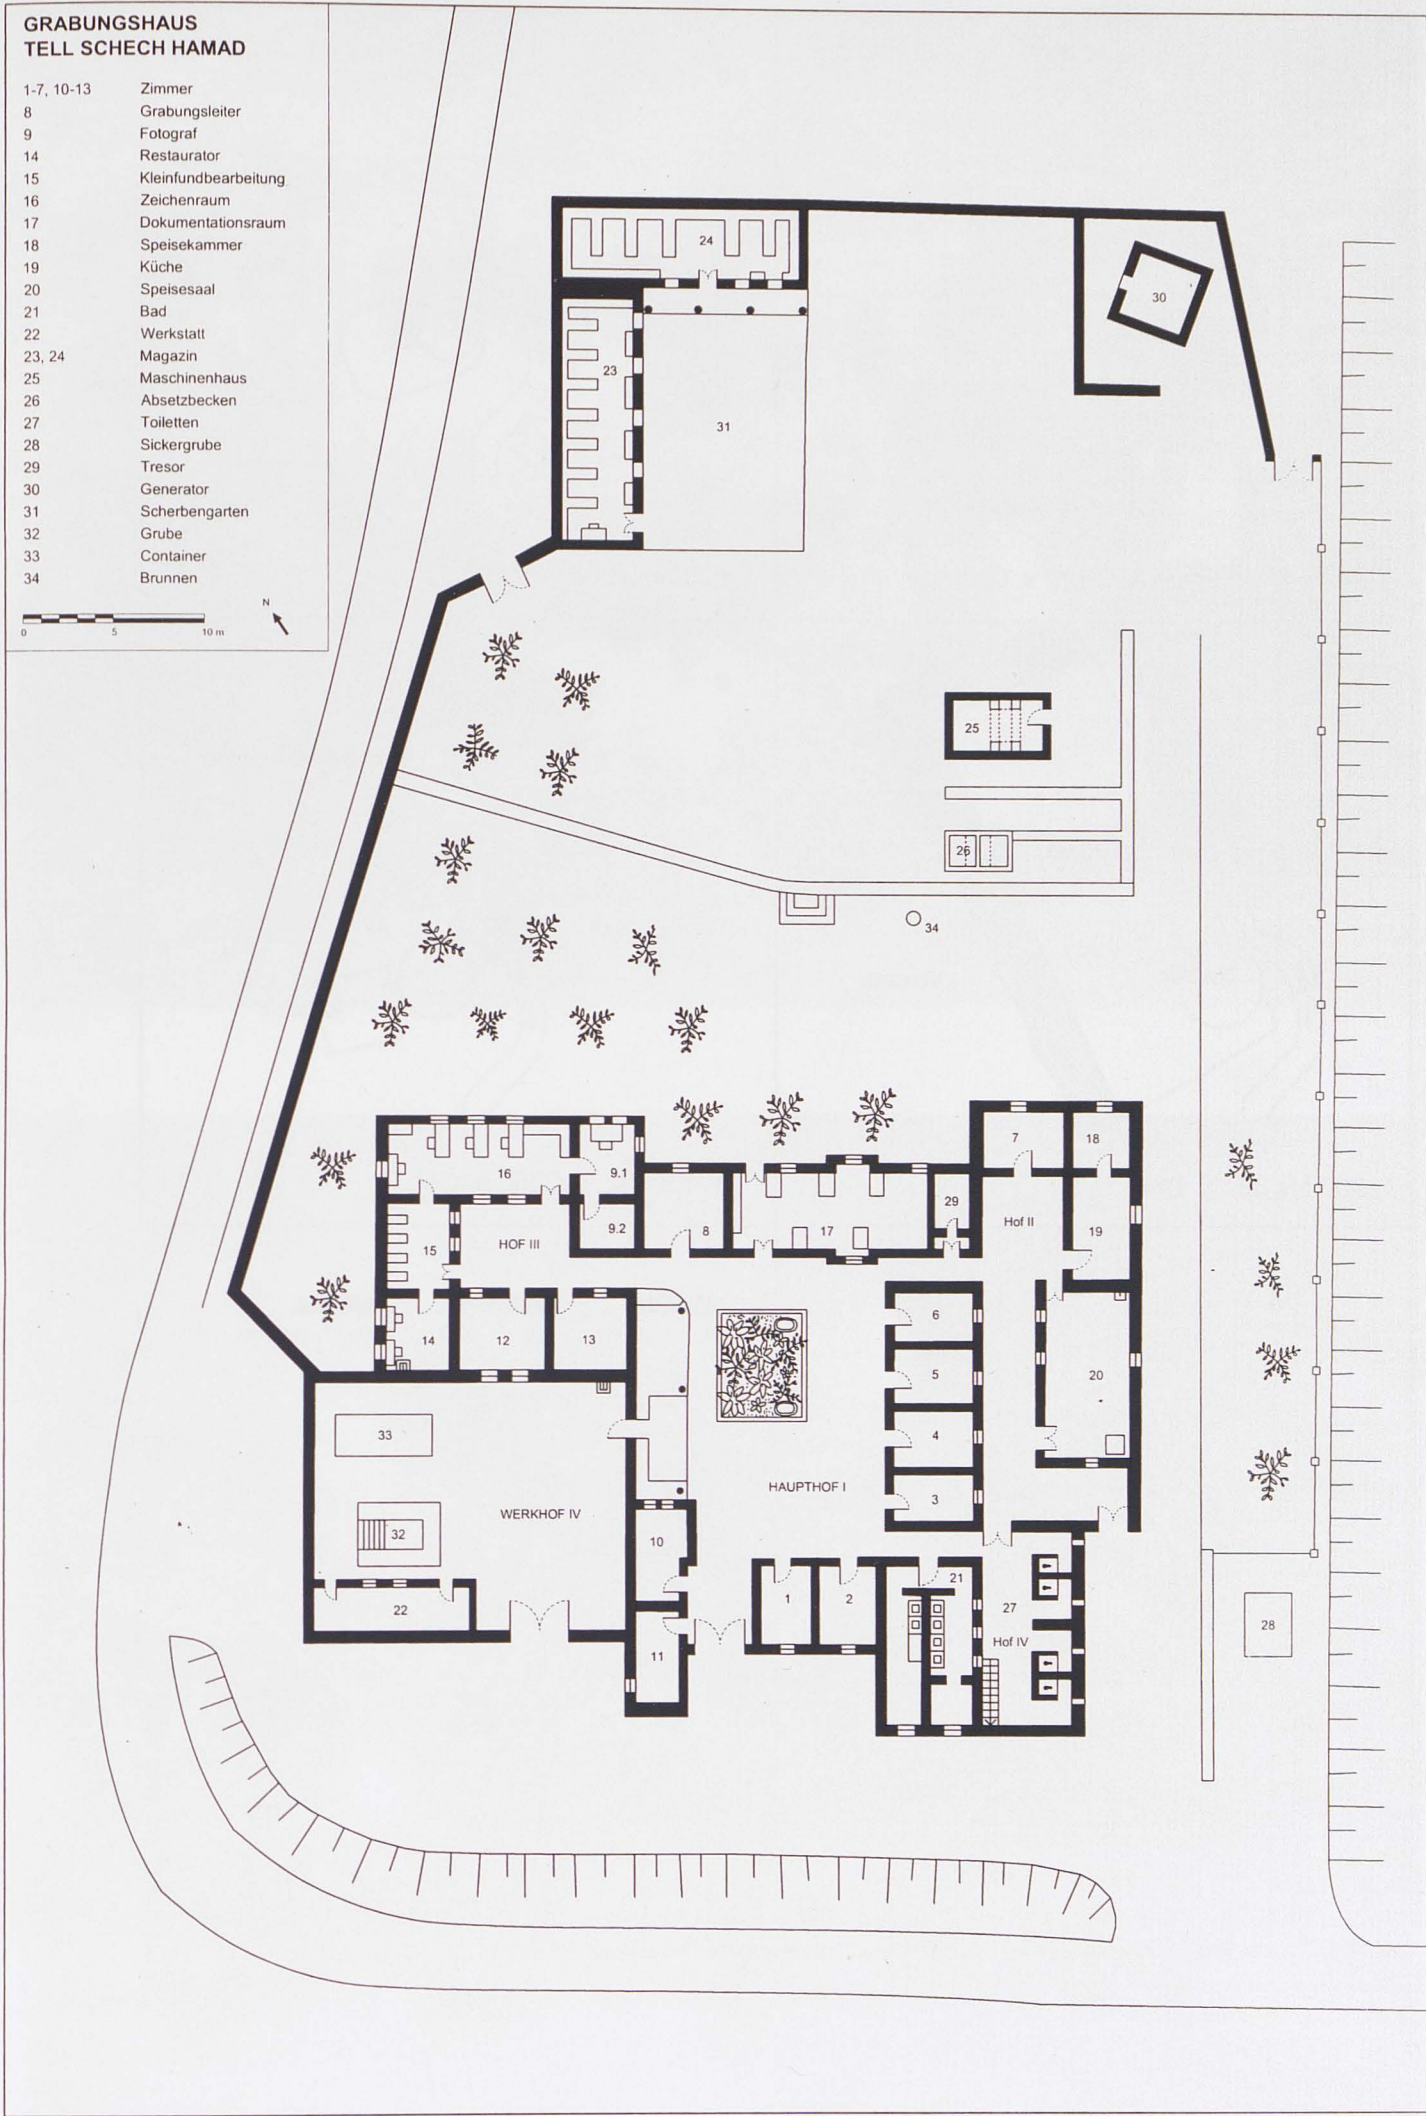 GRABUNGSHAUS
TELL SCHECH HAMAD
1-7, 10-13 Zimmer
8 Grabungsleiter
9 Fotograf
14 Restaurator
15 Kleinfundbearbeitung
16 Zeichenraum
17 Dokumentationsraum
18 Speisekammer
19 Küche
20 Speisesaal
21 Bad
22 Werkstatt
23, 24 Magazin
25 Maschinenhaus
26 Absetzbecken
27 Toiletten
28 Sickergrube
29 Tresor
30 Generator
31 Scherbengarten
32 Grube
33 Container
34 Brunnen
N
0 5 10 m
24
30
23
31
25
26
34
7 18
16 9.1
29
9.2 8 17 Hof II 19
15 HOF III
6
14 12 13
5 20
33 4
HAUPTHOF I 3
WERKHOF IV
32 10
21
22 1 2 27
28
Hof IV
11